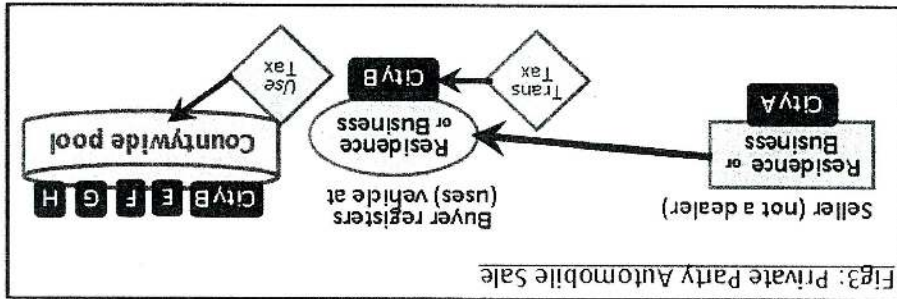 Fig3: Private Party Automobile Sale
Seller (not a dealer)
Residence or
Business
City A
Buyer registers
(uses) vehicle at
Residence
or Business
City B
Trans
Tax
City B E F G H
Countywide pool
Use
Tax